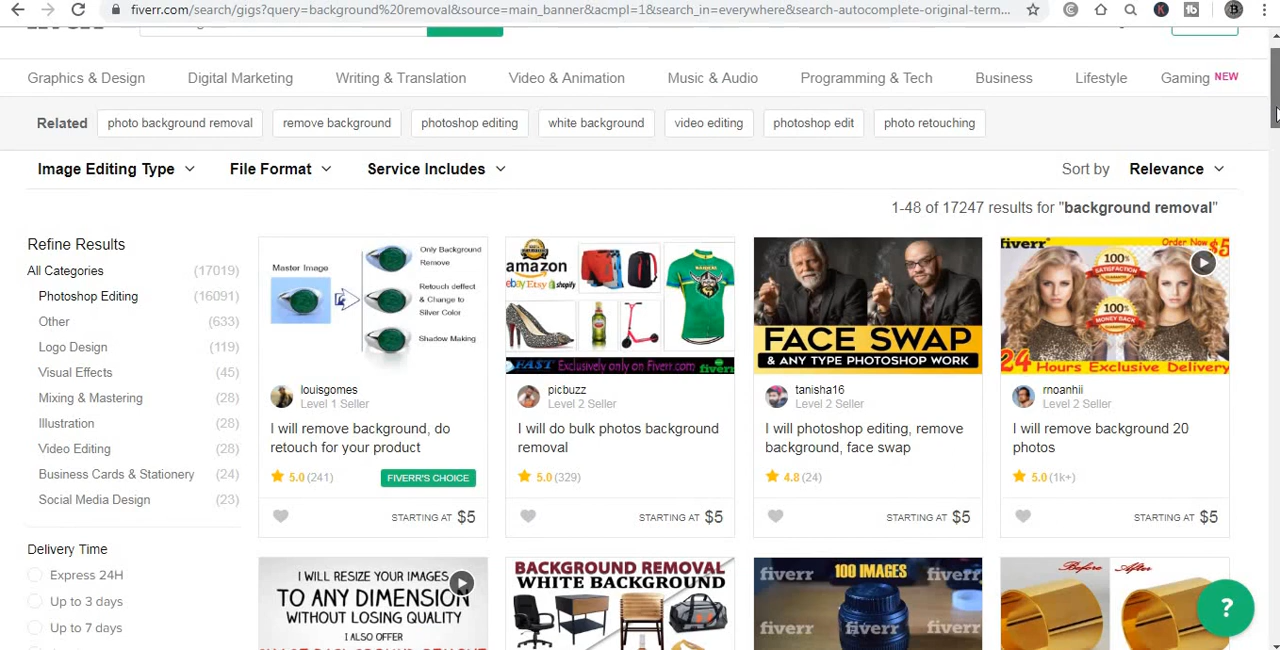 fiverr.com/search/gigs?query=background%20removal&source=main_banner&acmpl=1&search_in=everywhere&search-autocomplete-original-term...
Graphics & Design Digital Marketing Writing & Translation Video & Animation Music & Audio Programming & Tech Business Lifestyle Gaming NEW
Related photo background removal remove background photoshop editing white background video editing photoshop edit photo retouching
Image Editing Type File Format Service Includes Sort by Relevance
1-48 of 17247 results for "background removal"
Refine Results
All Categories (17019)
Photoshop Editing (16091)
Other (633)
Logo Design (119)
Visual Effects (45)
Mixing & Mastering (28)
Illustration (28)
Video Editing (28)
Business Cards & Stationery (24)
Social Media Design (23)
Delivery Time
Express 24H
Up to 3 days
Up to 7 days
Master Image
Only Background
Remove
Retouch deffect
& Change to
Silver Color
Shadow Making
louisgomes
Level 1 Seller
I will remove background, do
retouch for your product
5.0 (241) FIVERR'S CHOICE
STARTING AT $5
amazon
ebay Etsy shopify
FAST Exclusively only on Fiverr.com fiverr
picbuzz
Level 2 Seller
I will do bulk photos background
removal
5.0 (329)
STARTING AT $5
FACE SWAP
& ANY TYPE PHOTOSHOP WORK
tanisha16
Level 2 Seller
I will photoshop editing, remove
background, face swap
4.8 (24)
STARTING AT $5
fiverr Order Now $5
100%
SATISFACTION
100%
MONEY BACK
24 Hours Exclusive Delivery
rnoanhii
Level 2 Seller
I will remove background 20
photos
5.0 (1k+)
STARTING AT $5
I WILL RESIZE YOUR IMAGES
TO ANY DIMENSION
WITHOUT LOSING QUALITY
I ALSO OFFER
BACKGROUND REMOVAL
WHITE BACKGROUND
fiverr 100 IMAGES fiverr
fiverr fiverr fiverr
Before After
?